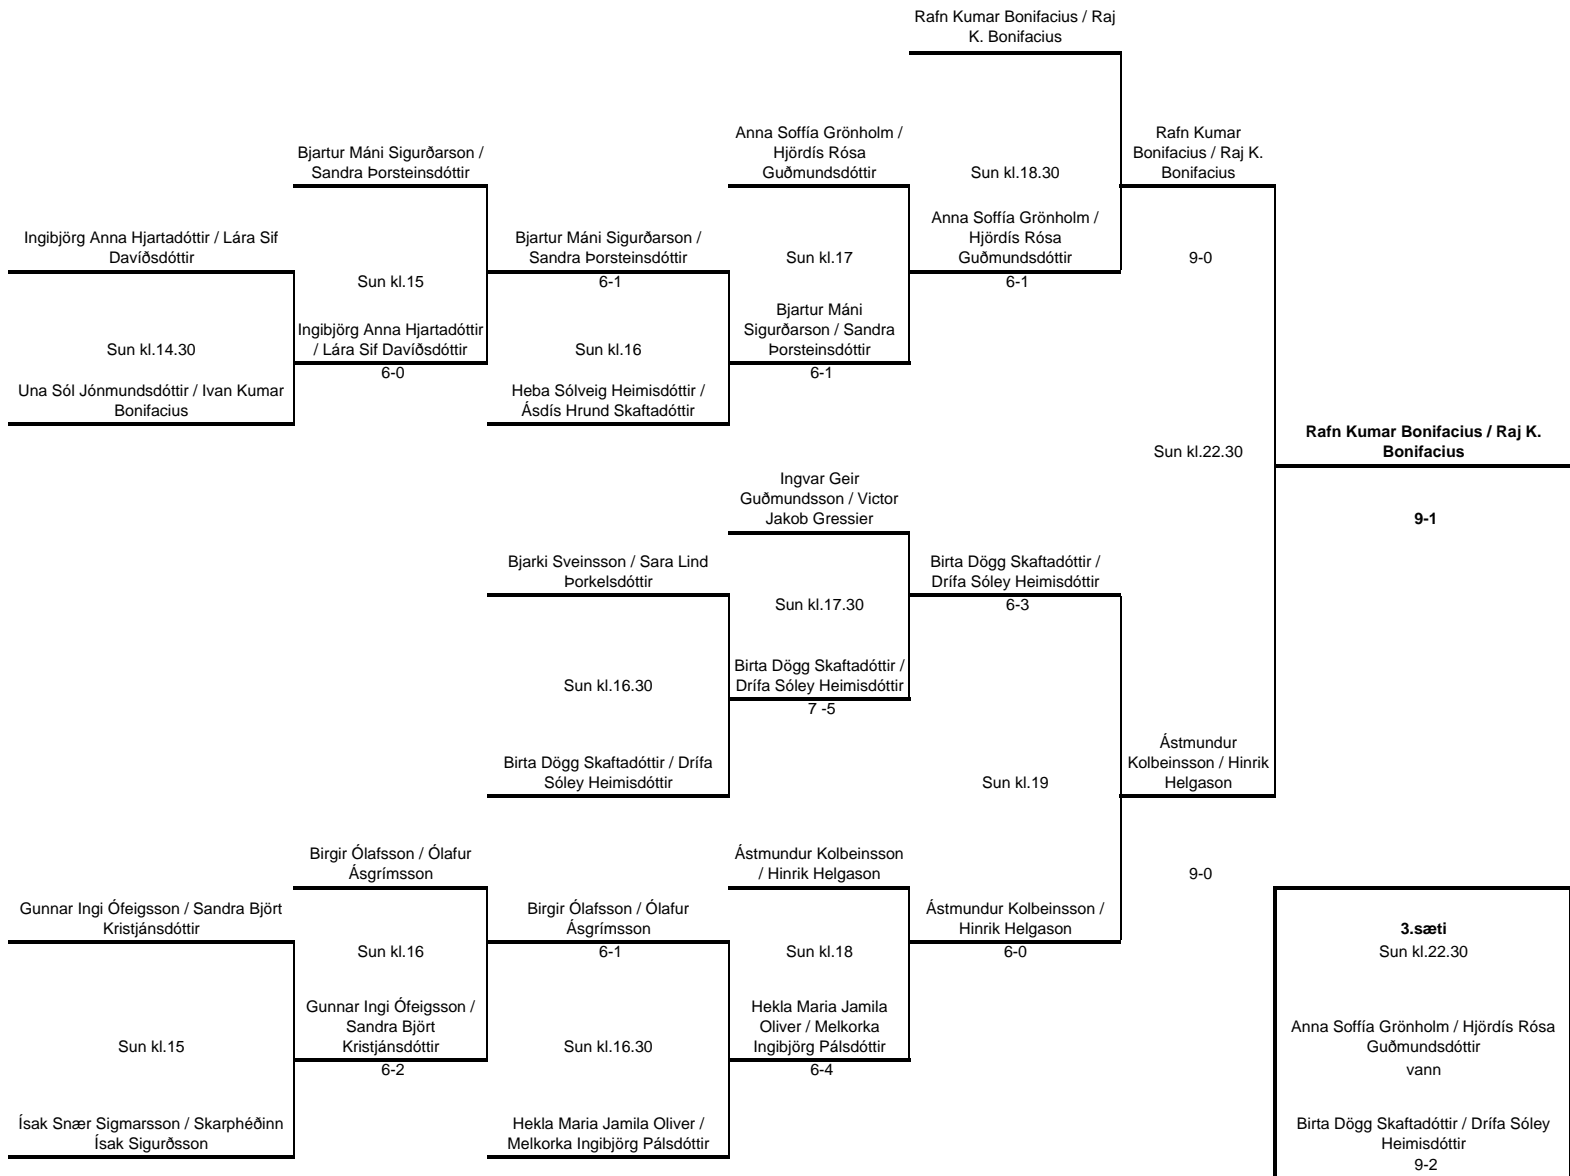 Rafn Kumar Bonifacius / Raj
K. Bonifacius
Anna Soffía Grönholm /
Hjördís Rósa
Guðmundsdóttir
Rafn Kumar
Bonifacius / Raj K.
Bonifacius
Bjartur Máni Sigurðarson /
Sandra Þorsteinsdóttir
Sun kl.18.30
Ingibjörg Anna Hjartadóttir / Lára Sif
Davíðsdóttir
Bjartur Máni Sigurðarson /
Sandra Þorsteinsdóttir
Sun kl.17
Anna Soffía Grönholm /
Hjördís Rósa
Guðmundsdóttir
9-0
Sun kl.15
6-1
6-1
Sun kl.14.30
Ingibjörg Anna Hjartadóttir
/ Lára Sif Davíðsdóttir
Sun kl.16
Bjartur Máni
Sigurðarson / Sandra
Þorsteinsdóttir
6-0
6-1
Una Sól Jónmundsdóttir / Ivan Kumar
Bonifacius
Heba Sólveig Heimisdóttir /
Ásdís Hrund Skaftadóttir
Sun kl.22.30
Rafn Kumar Bonifacius / Raj K.
Bonifacius
9-1
Ingvar Geir
Guðmundsson / Victor
Jakob Gressier
Bjarki Sveinsson / Sara Lind
Þorkelsdóttir
Sun kl.17.30
Birta Dögg Skaftadóttir /
Drífa Sóley Heimisdóttir
6-3
Sun kl.16.30
Birta Dögg Skaftadóttir /
Drífa Sóley Heimisdóttir
7 -5
Birta Dögg Skaftadóttir / Drífa
Sóley Heimisdóttir
Sun kl.19
Ástmundur
Kolbeinsson / Hinrik
Helgason
9-0
Birgir Ólafsson / Ólafur
Ásgrímsson
Ástmundur Kolbeinsson
/ Hinrik Helgason
Gunnar Ingi Ófeigsson / Sandra Björt
Kristjánsdóttir
Sun kl.16
Birgir Ólafsson / Ólafur
Ásgrímsson
6-1
Sun kl.18
Ástmundur Kolbeinsson /
Hinrik Helgason
6-0
Sun kl.15
Gunnar Ingi Ófeigsson /
Sandra Björt
Kristjánsdóttir
6-2
Sun kl.16.30
Hekla Maria Jamila
Oliver / Melkorka
Ingibjörg Pálsdóttir
6-4
Ísak Snær Sigmarsson / Skarphéðinn
Ísak Sigurðsson
Hekla Maria Jamila Oliver /
Melkorka Ingibjörg Pálsdóttir
3.sæti
Sun kl.22.30
Anna Soffía Grönholm / Hjördís Rósa
Guðmundsdóttir
vann
Birta Dögg Skaftadóttir / Drífa Sóley
Heimisdóttir
9-2